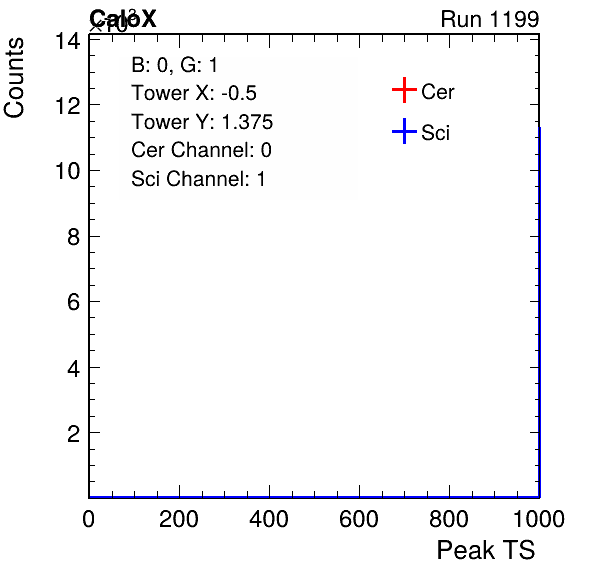 CaloX
×10³
Run 1199
Counts
B: 0, G: 1
Tower X: -0.5
Tower Y: 1.375
Cer Channel: 0
Sci Channel: 1
Cer
Sci
14
12
10
8
6
4
2
0 200 400 600 800 1000
Peak TS